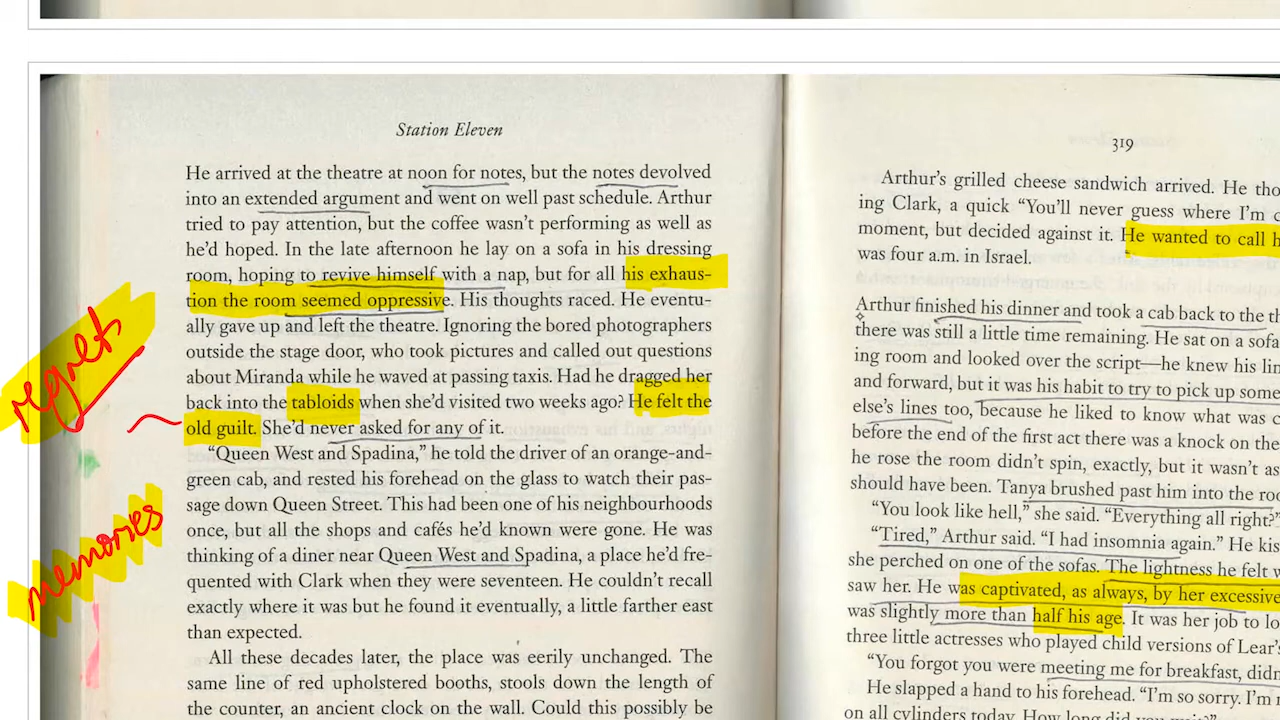 Station Eleven
He arrived at the theatre at noon for notes, but the notes devolved
into an extended argument and went on well past schedule. Arthur
tried to pay attention, but the coffee wasn't performing as well as
he'd hoped. In the late afternoon he lay on a sofa in his dressing
room, hoping to revive himself with a nap, but for all his exhaus-
tion the room seemed oppressive. His thoughts raced. He eventu-
ally gave up and left the theatre. Ignoring the bored photographers
outside the stage door, who took pictures and called out questions
about Miranda while he waved at passing taxis. Had he dragged her
back into the tabloids when she'd visited two weeks ago? He felt the
old guilt. She'd never asked for any of it.
"Queen West and Spadina," he told the driver of an orange-and-
green cab, and rested his forehead on the glass to watch their pas-
sage down Queen Street. This had been one of his neighbourhoods
once, but all the shops and cafés he'd known were gone. He was
thinking of a diner near Queen West and Spadina, a place he'd fre-
quented with Clark when they were seventeen. He couldn't recall
exactly where it was but he found it eventually, a little farther east
than expected.
All these decades later, the place was eerily unchanged. The
same line of red upholstered booths, stools down the length of
the counter, an ancient clock on the wall. Could this possibly be
regret
memories
319
Arthur's grilled cheese sandwich arrived. He tho
ing Clark, a quick "You'll never guess where I'm c
moment, but decided against it. He wanted to call h
was four a.m. in Israel.
Arthur finished his dinner and took a cab back to the th
there was still a little time remaining. He sat on a sofa
ing room and looked over the script—he knew his lin
and forward, but it was his habit to try to pick up some
else's lines too, because he liked to know what was c
before the end of the first act there was a knock on the
he rose the room didn't spin, exactly, but it wasn't as
should have been. Tanya brushed past him into the roo
"You look like hell," she said. "Everything all right?"
"Tired," Arthur said. "I had insomnia again." He kis
she perched on one of the sofas. The lightness he felt w
saw her. He was captivated, as always, by her excessive
was slightly more than half his age. It was her job to lo
three little actresses who played child versions of Lear's
"You forgot you were meeting me for breakfast, didn
He slapped a hand to his forehead. "I'm so sorry. I'm n
on all cylinders today. How long did you